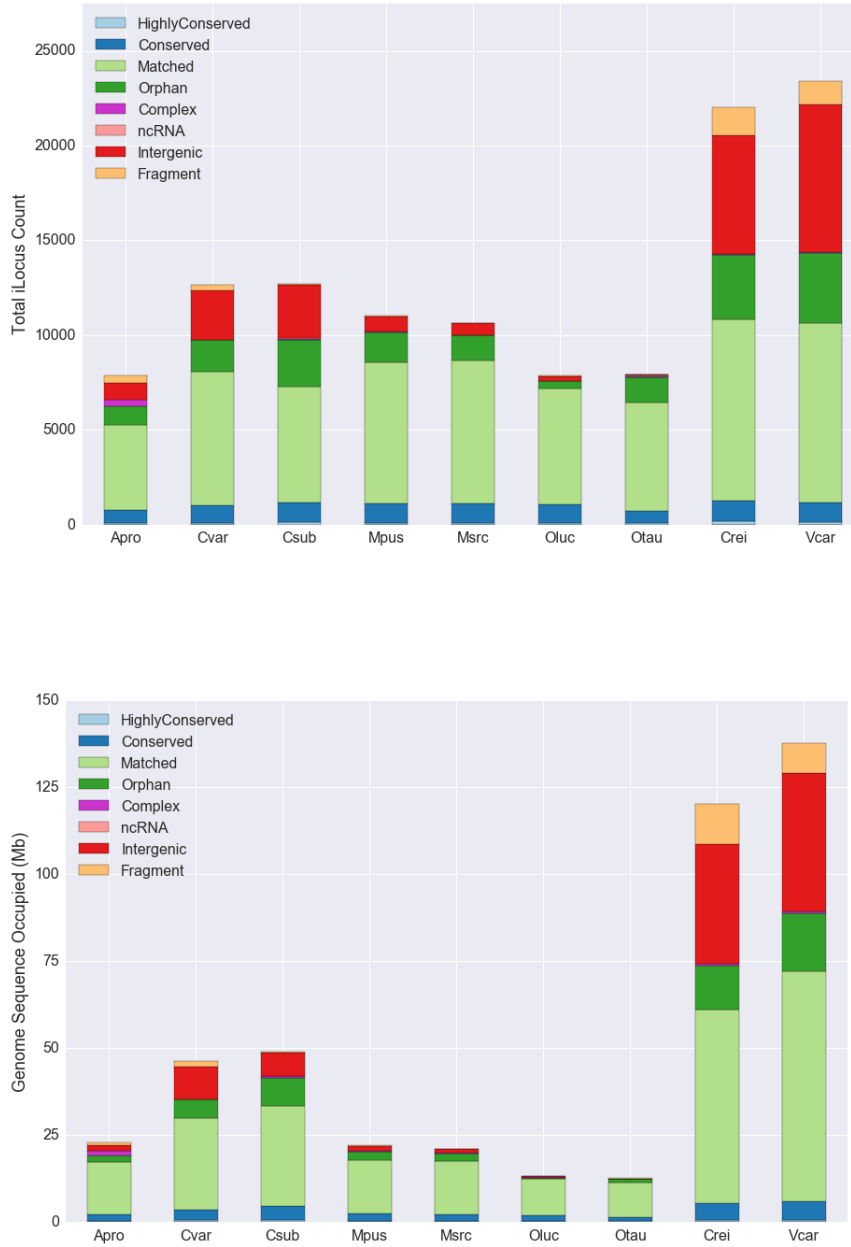 HighlyConserved
Conserved
Matched
Orphan
Complex
ncRNA
Intergenic
Fragment
25000
20000
15000
10000
5000
0
Total iLocus Count
Apro Cvar Csub Mpus Msrc Oluc Otau Crei Vcar
150
HighlyConserved
Conserved
Matched
Orphan
Complex
ncRNA
Intergenic
Fragment
125
100
75
50
25
0
Genome Sequence Occupied (Mb)
Apro Cvar Csub Mpus Msrc Oluc Otau Crei Vcar